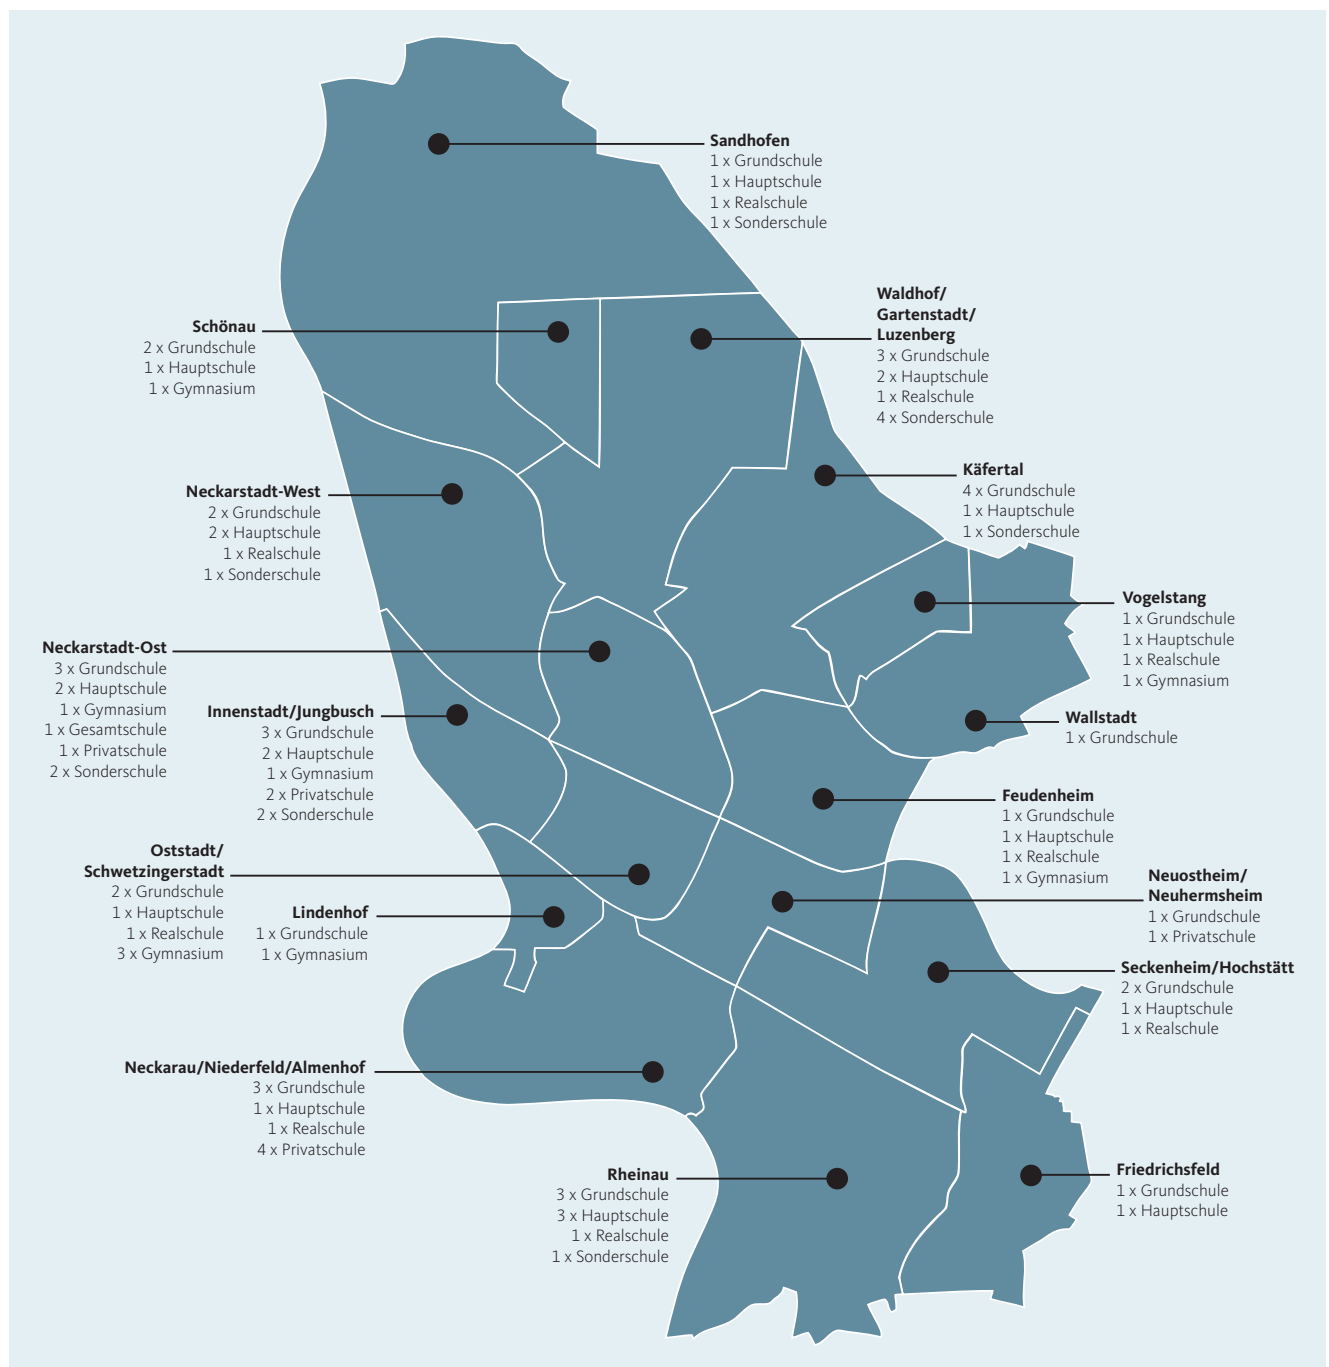 Sandhofen
1 x Grundschule
1 x Hauptschule
1 x Realschule
1 x Sonderschule
Waldhof/
Gartenstadt/
Luzenberg
3 x Grundschule
2 x Hauptschule
1 x Realschule
4 x Sonderschule
Schönau
2 x Grundschule
1 x Hauptschule
1 x Gymnasium
Käfertal
4 x Grundschule
1 x Hauptschule
1 x Sonderschule
Neckarstadt-West
2 x Grundschule
2 x Hauptschule
1 x Realschule
1 x Sonderschule
Vogelstang
1 x Grundschule
1 x Hauptschule
1 x Realschule
1 x Gymnasium
Neckarstadt-Ost
3 x Grundschule
2 x Hauptschule
1 x Gymnasium
1 x Gesamtschule
1 x Privatschule
2 x Sonderschule
Innenstadt/Jungbusch
3 x Grundschule
2 x Hauptschule
1 x Gymnasium
2 x Privatschule
2 x Sonderschule
Wallstadt
1 x Grundschule
Feudenheim
1 x Grundschule
1 x Hauptschule
1 x Realschule
1 x Gymnasium
Oststadt/
Schwetzingerstadt
2 x Grundschule
1 x Hauptschule
1 x Realschule
3 x Gymnasium
Lindenhof
1 x Grundschule
1 x Gymnasium
Neuostheim/
Neuhermsheim
1 x Grundschule
1 x Privatschule
Seckenheim/Hochstätt
2 x Grundschule
1 x Hauptschule
1 x Realschule
Neckarau/Niederfeld/Almenhof
3 x Grundschule
1 x Hauptschule
1 x Realschule
4 x Privatschule
Rheinau
3 x Grundschule
3 x Hauptschule
1 x Realschule
1 x Sonderschule
Friedrichsfeld
1 x Grundschule
1 x Hauptschule